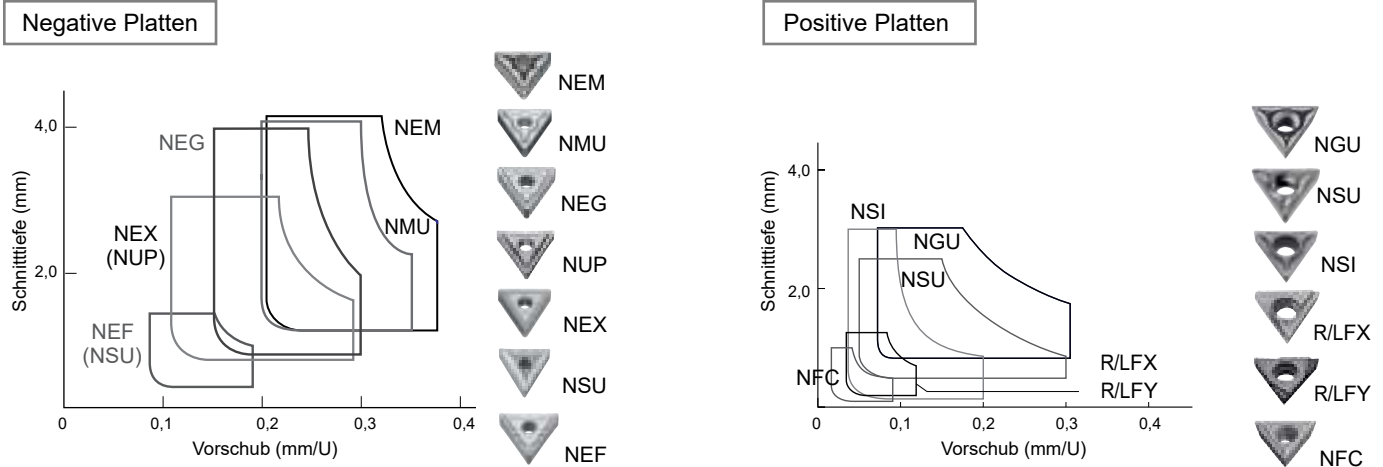 Negative Platten
Schnitttiefe (mm)
4,0
2,0
0
0,1
0,2
0,3
0,4
Vorschub (mm/U)
NEG
NEM
NMU
NEX
(NUP)
NEF
(NSU)
NEM
NMU
NEG
NUP
NEX
NSU
NEF
Positive Platten
Schnitttiefe (mm)
4,0
2,0
0
0
0,1
0,2
0,3
0,4
Vorschub (mm/U)
NSI
NGU
NSU
NFC
R/LFX
R/LFY
NGU
NSU
NSI
R/LFX
R/LFY
NFC